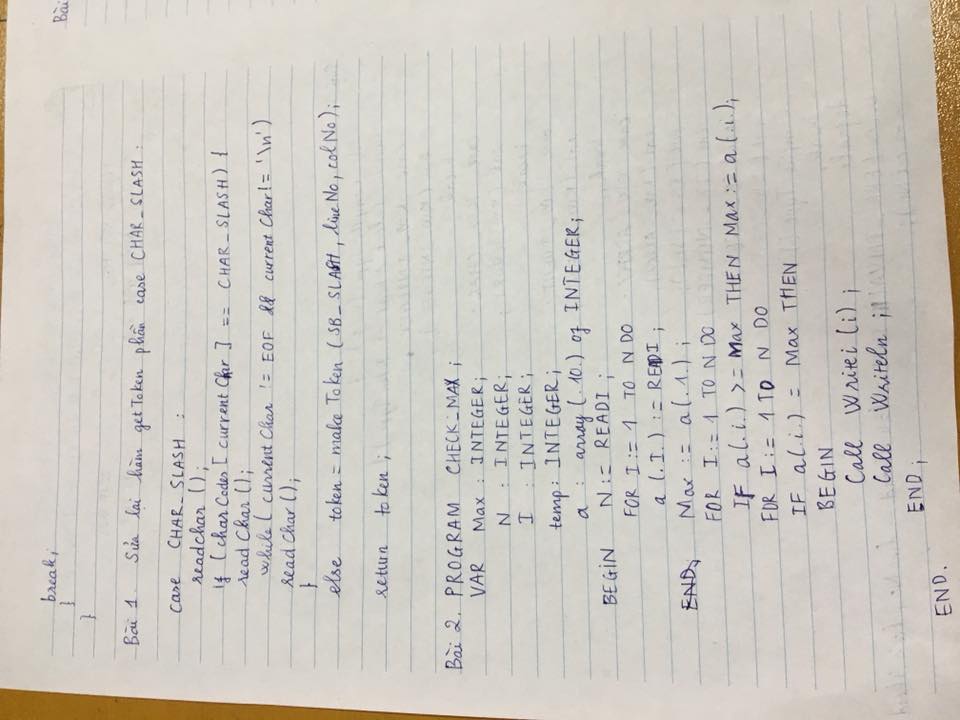 break;
}
}
Bài 1. Sửa lại hàm getToken phần case CHAR_SLASH:
case CHAR_SLASH:
readchar();
if (charCodes[currentChar] == CHAR_SLASH) {
readChar();
while (currentChar != EOF && currentChar != '\n')
readChar();
}
else token = makeToken (SB_SLASH, lineNo, colNo);
return token;
Bài 2. PROGRAM CHECK_MAX;
VAR Max: INTEGER;
N: INTEGER;
I: INTEGER;
temp: INTEGER;
a: array(.10.) of INTEGER;
BEGIN N:= READI;
FOR I:= 1 TO N DO
a(.I.):= READI;
END;
Max:= a(.1.);
FOR I:= 1 TO N DO
IF a(.i.) >= Max THEN Max:= a(.i.);
FOR I:= 1 TO N DO
IF a(.i.) = Max THEN
BEGIN
Call Writei(i);
Call Writeln;
END;
END.
Bài